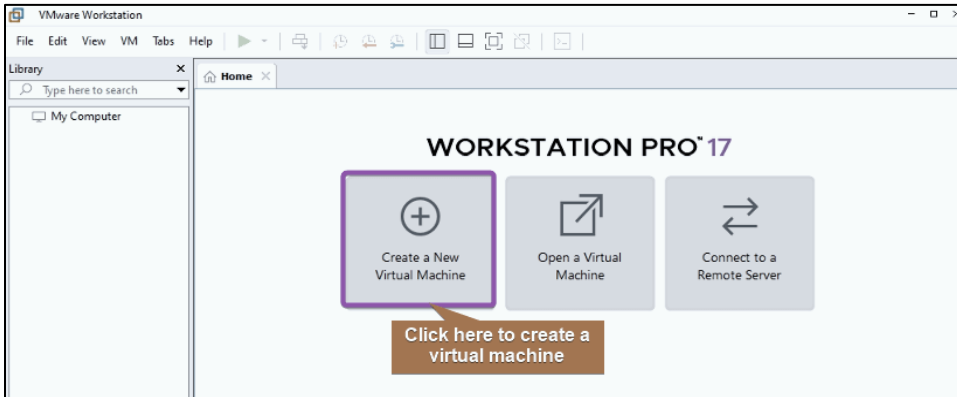 VMware Workstation
File Edit View VM Tabs Help
Library
Home
Type here to search
My Computer
WORKSTATION PRO™ 17
Create a New
Virtual Machine
Open a Virtual
Machine
Connect to a
Remote Server
Click here to create a
virtual machine